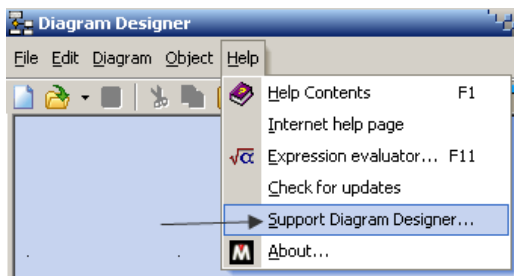 Diagram Designer
File Edit Diagram Object Help
Help Contents F1
Internet help page
√α Expression evaluator... F11
Check for updates
Support Diagram Designer...
About...